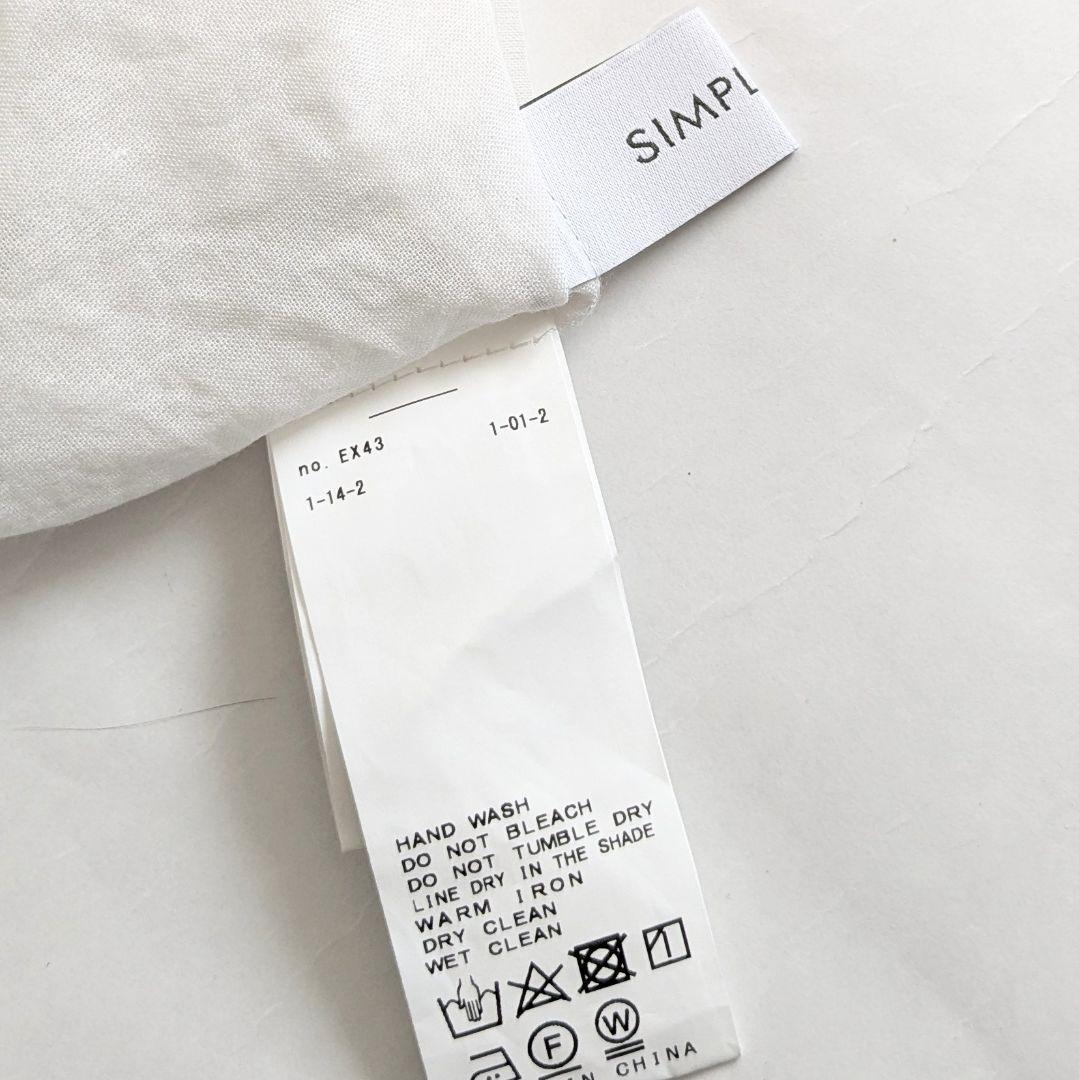 SIMPL
no. EX43
1-01-2
1-14-2
HAND WASH
DO NOT BLEACH
DO NOT TUMBLE DRY
LINE DRY IN THE SHADE
WARM IRON
DRY CLEAN
WET CLEAN
F
W
CHINA